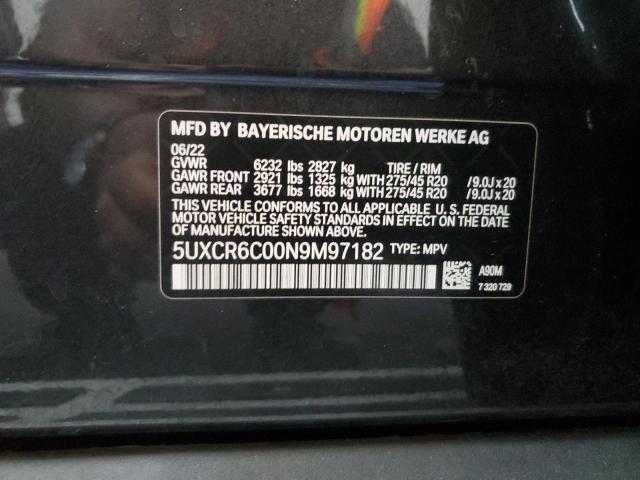 MFD BY BAYERISCHE MOTOREN WERKE AG
06/22
GVWR 6232 lbs 2827 kg TIRE / RIM
GAWR FRONT 2921 lbs 1325 kg WITH 275/45 R20 /9.0J x 20
GAWR REAR 3677 lbs 1668 kg WITH 275/45 R20 /9.0J x 20
THIS VEHICLE CONFORMS TO ALL APPLICABLE U. S. FEDERAL
MOTOR VEHICLE SAFETY STANDARDS IN EFFECT ON THE DATE
OF MANUFACTURE SHOWN ABOVE.
5UXCR6C00N9M97182 TYPE: MPV
A90M
7 320 729